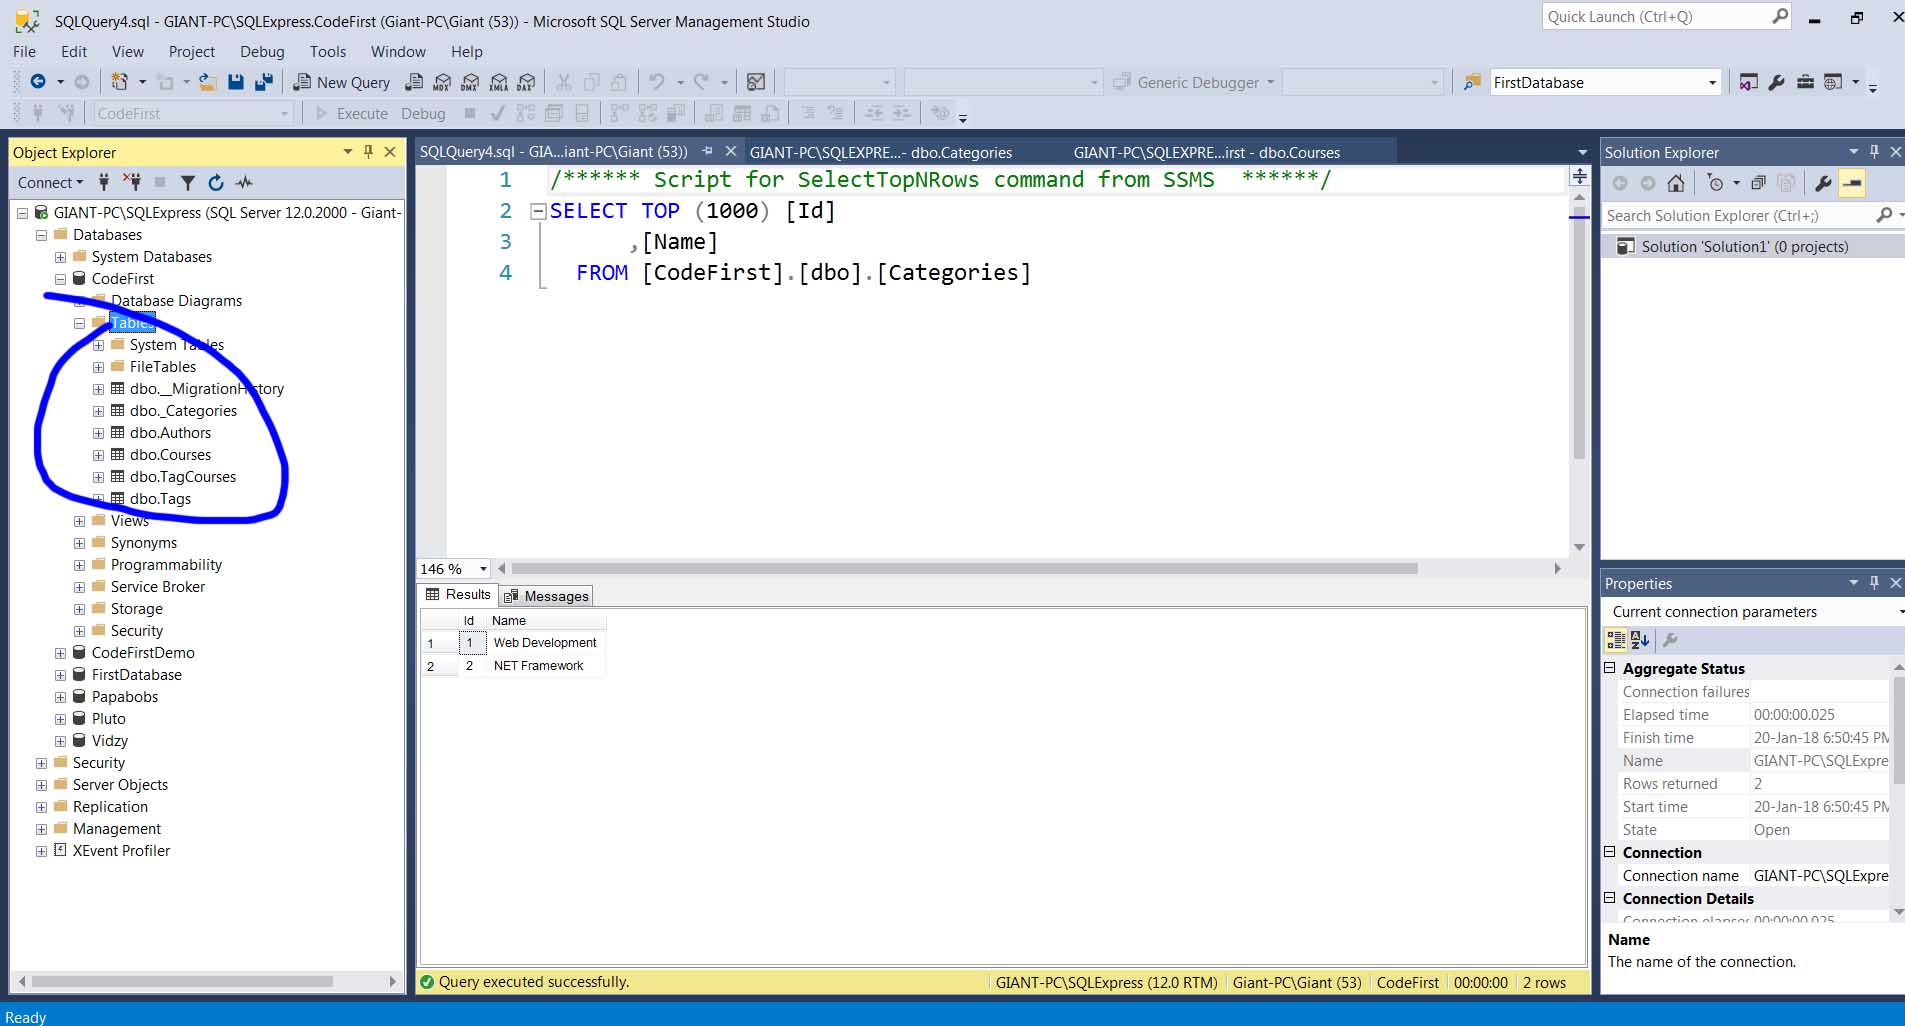 SQLQuery4.sql - GIANT-PC\SQLExpress.CodeFirst (Giant-PC\Giant (53)) - Microsoft SQL Server Management Studio
Quick Launch (Ctrl+Q)
File Edit View Project Debug Tools Window Help
New Query MDX DMX XMLA DAX Generic Debugger FirstDatabase
CodeFirst Execute Debug
Object Explorer
Connect
GIANT-PC\SQLExpress (SQL Server 12.0.2000 - Giant-
Databases
System Databases
CodeFirst
Database Diagrams
Tables
System Tables
FileTables
dbo.__MigrationHistory
dbo._Categories
dbo.Authors
dbo.Courses
dbo.TagCourses
dbo.Tags
Views
Synonyms
Programmability
Service Broker
Storage
Security
CodeFirstDemo
FirstDatabase
Papabobs
Pluto
Vidzy
Security
Server Objects
Replication
Management
XEvent Profiler
SQLQuery4.sql - GIA...iant-PC\Giant (53)) GIANT-PC\SQLEXPRE...- dbo.Categories GIANT-PC\SQLEXPRE...irst - dbo.Courses
1 /****** Script for SelectTopNRows command from SSMS ******/
2 SELECT TOP (1000) [Id]
3 ,[Name]
4 FROM [CodeFirst].[dbo].[Categories]
146 %
Results Messages
Id Name
1 1 Web Development
2 2 NET Framework
Query executed successfully. GIANT-PC\SQLExpress (12.0 RTM) Giant-PC\Giant (53) CodeFirst 00:00:00 2 rows
Solution Explorer
Search Solution Explorer (Ctrl+;)
Solution 'Solution1' (0 projects)
Properties
Current connection parameters
Aggregate Status
Connection failures
Elapsed time 00:00:00.025
Finish time 20-Jan-18 6:50:45 PM
Name GIANT-PC\SQLExpre
Rows returned 2
Start time 20-Jan-18 6:50:45 PM
State Open
Connection
Connection name GIANT-PC\SQLExpre
Connection Details
Connection elapse 00:00:00.025
Name
The name of the connection.
Ready